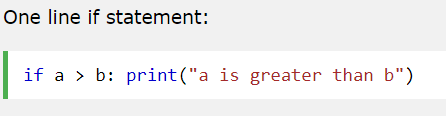 One line if statement:
if a > b: print("a is greater than b")